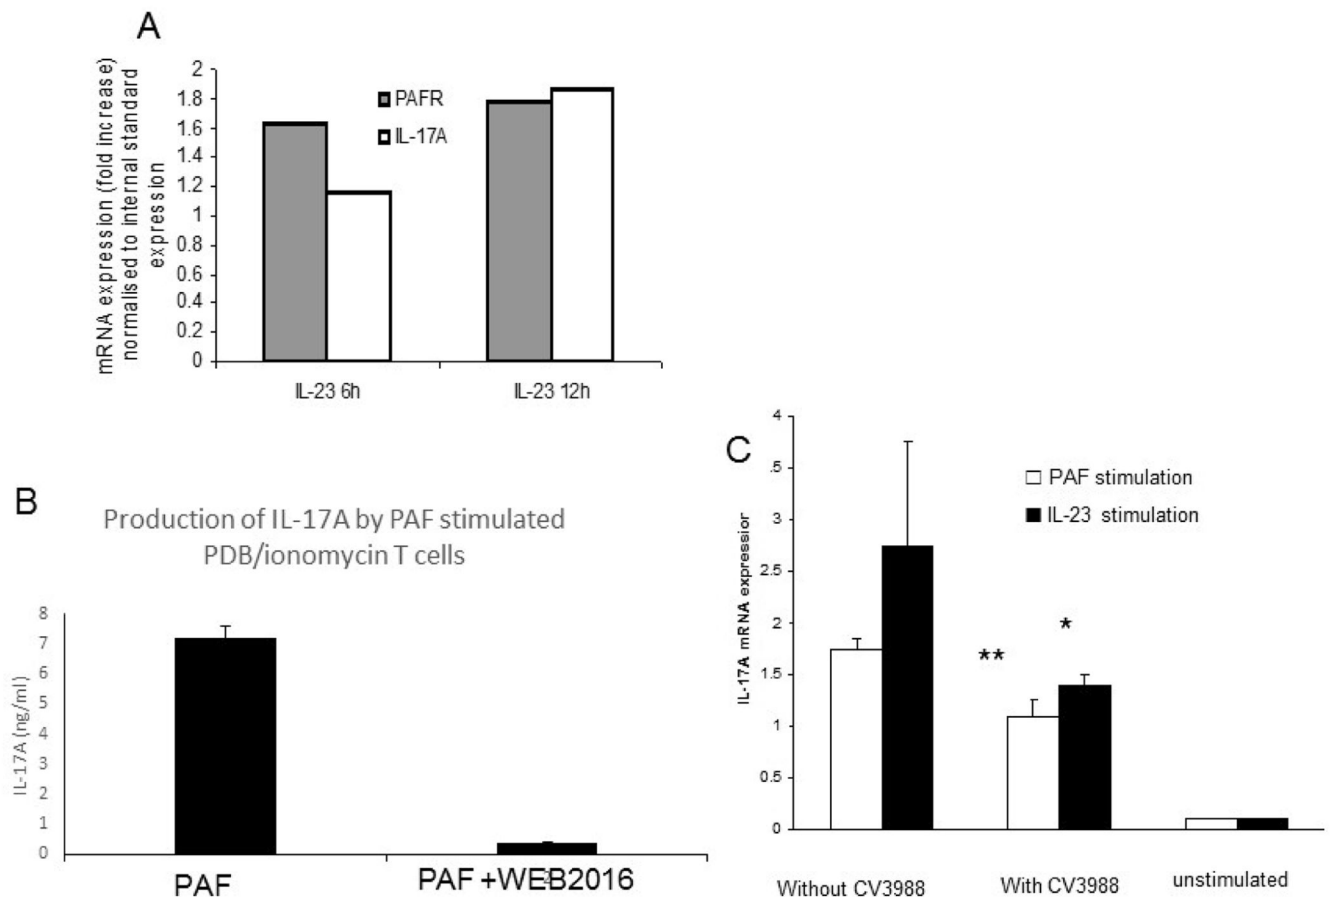 A
mRNA expression (fold increase)
normalised to internal standard
expression
2
1.8
1.6
1.4
1.2
1
0.8
0.6
0.4
0.2
0
PAFR
IL-17A
IL-23 6h
IL-23 12h
B
Production of IL-17A by PAF stimulated
PDB/ionomycin T cells
IL-17A (ng/ml)
8
7
6
5
4
3
2
1
0
PAF
PAF +WEB2016
C
IL-17A mRNA expressior
4
.5
3
2.5
2
1.5
1
0.5
0
PAF stimulation
IL-23 stimulation
**
*
Without CV3988
With CV3988
unstimulated